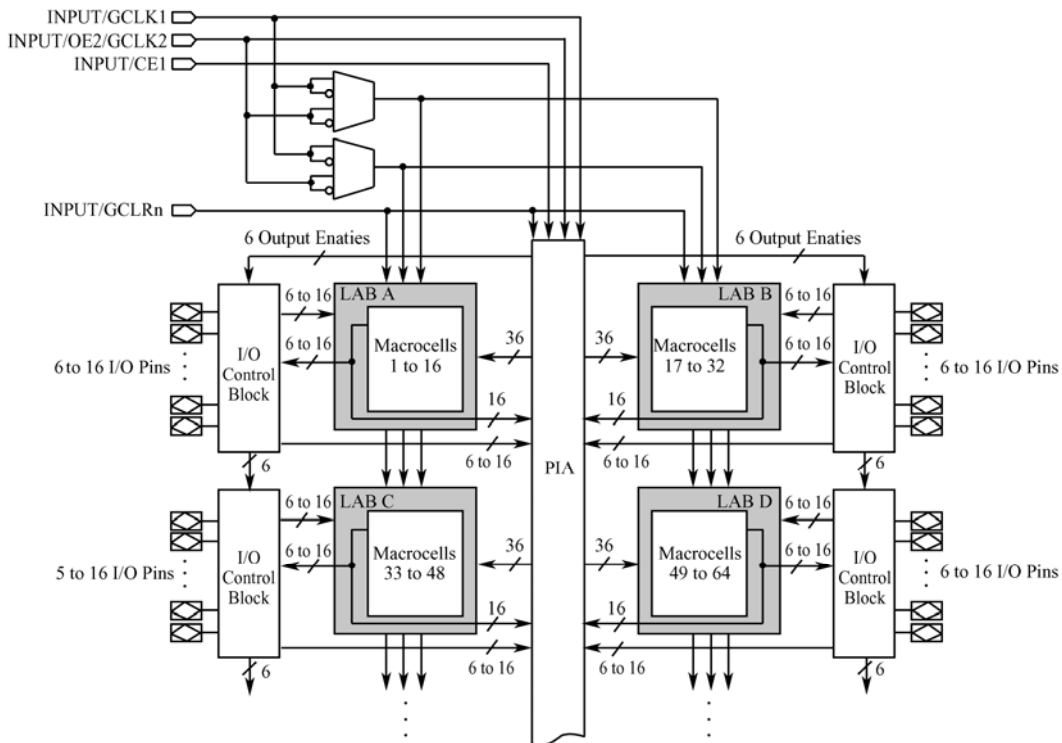 INPUT/GCLK1
INPUT/OE2/GCLK2
INPUT/CE1
INPUT/GCLRn
6 Output Enaties
6 Output Enaties
6 to 16
LAB A
LAB B
6 to 16
6 to 16 I/O Pins
I/O
Control
Block
6 to 16
Macrocells
1 to 16
36
36
Macrocells
17 to 32
6 to 16
I/O
Control
Block
6 to 16 I/O Pins
16
16
6 to 16
6 to 16
PIA
6
6
6 to 16
LAB C
LAB D
6 to 16
5 to 16 I/O Pins
I/O
Control
Block
6 to 16
Macrocells
33 to 48
36
36
Macrocells
49 to 64
6 to 16
I/O
Control
Block
6 to 16 I/O Pins
16
16
6 to 16
6 to 16
6
6